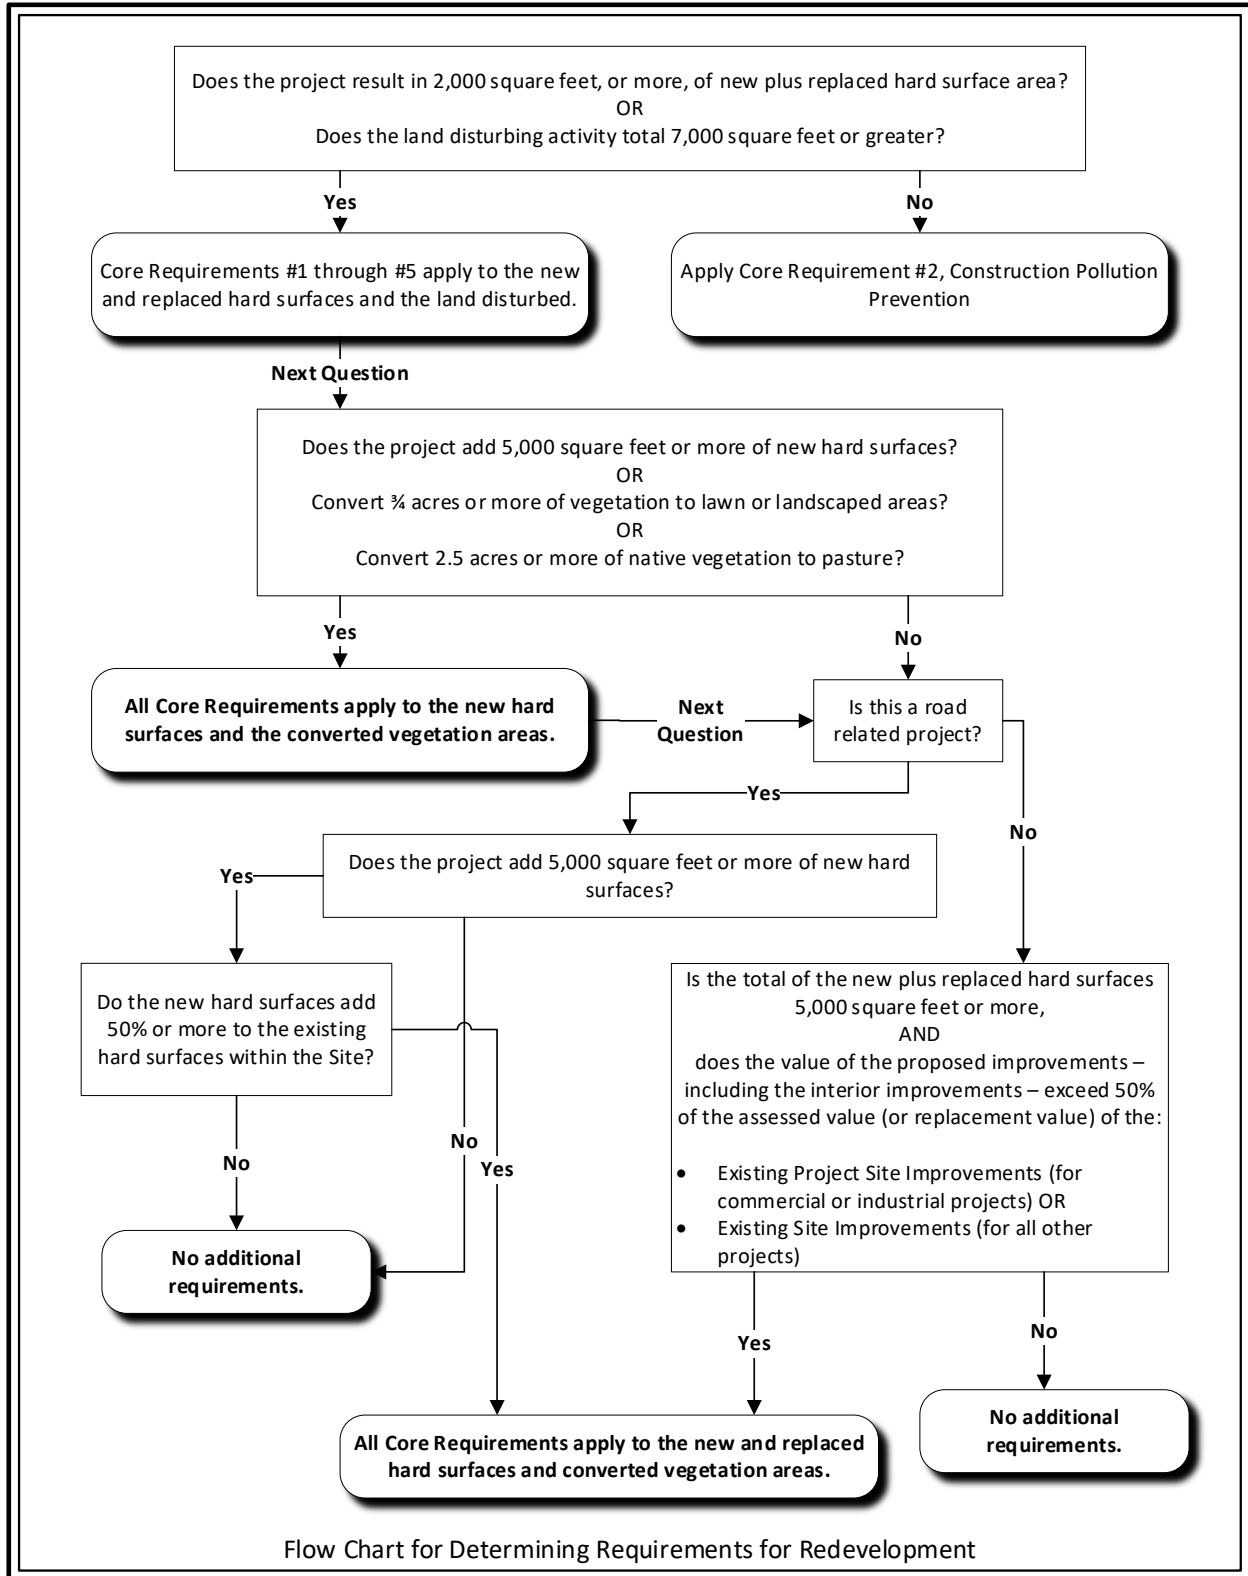 Does the project result in 2,000 square feet, or more, of new plus replaced hard surface area?
OR
Does the land disturbing activity total 7,000 square feet or greater?
Yes
No
Core Requirements #1 through #5 apply to the new
and replaced hard surfaces and the land disturbed.
Apply Core Requirement #2, Construction Pollution
Prevention
Next Question
Does the project add 5,000 square feet or more of new hard surfaces?
OR
Convert ¾ acres or more of vegetation to lawn or landscaped areas?
OR
Convert 2.5 acres or more of native vegetation to pasture?
Yes
No
All Core Requirements apply to the new hard
surfaces and the converted vegetation areas.
Next
Question
Is this a road
related project?
Yes
No
Does the project add 5,000 square feet or more of new hard
surfaces?
Yes
Do the new hard surfaces add
50% or more to the existing
hard surfaces within the Site?
Is the total of the new plus replaced hard surfaces
5,000 square feet or more,
AND
does the value of the proposed improvements –
including the interior improvements – exceed 50%
of the assessed value (or replacement value) of the:
• Existing Project Site Improvements (for
commercial or industrial projects) OR
• Existing Site Improvements (for all other
projects)
No
No
Yes
No additional
requirements.
Yes
No
All Core Requirements apply to the new and replaced
hard surfaces and converted vegetation areas.
No additional
requirements.
Flow Chart for Determining Requirements for Redevelopment